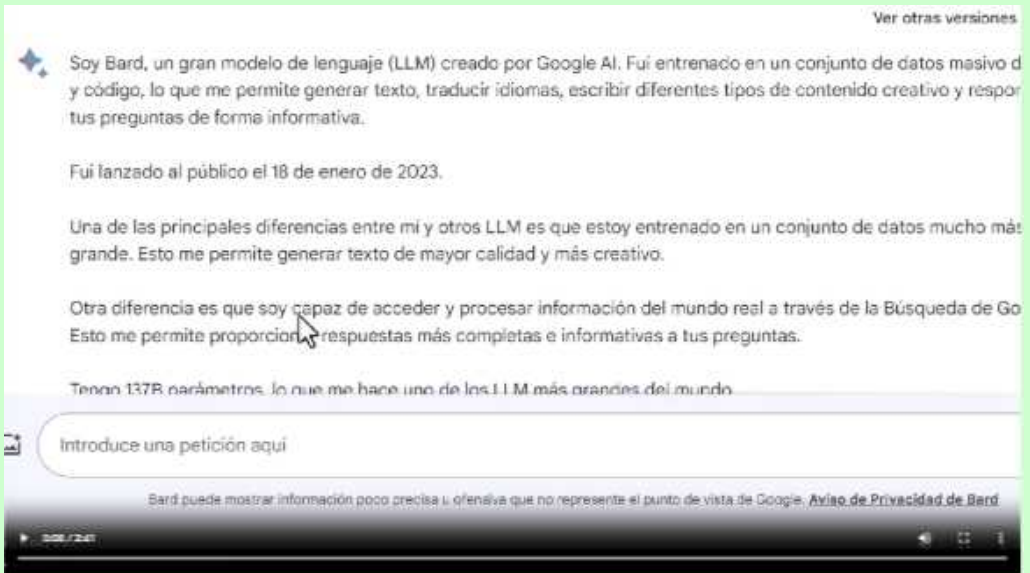 Ver otras versiones
Soy Bard, un gran modelo de lenguaje (LLM) creado por Google AI. Fui entrenado en un conjunto de datos masivo d
y código, lo que me permite generar texto, traducir idiomas, escribir diferentes tipos de contenido creativo y respor
tus preguntas de forma informativa.
Fui lanzado al público el 18 de enero de 2023.
Una de las principales diferencias entre mí y otros LLM es que estoy entrenado en un conjunto de datos mucho más
grande. Esto me permite generar texto de mayor calidad y más creativo.
Otra diferencia es que soy capaz de acceder y procesar información del mundo real a través de la Búsqueda de Go
Esto me permite proporcion respuestas más completas e informativas a tus preguntas.
Tengo 137B parámetros, lo que me hace uno de los LLM más grandes del mundo
Introduce una petición aquí
Bard puede mostrar información poco precisa u ofensiva que no represente el punto de vista de Google. Aviso de Privacidad de Bard